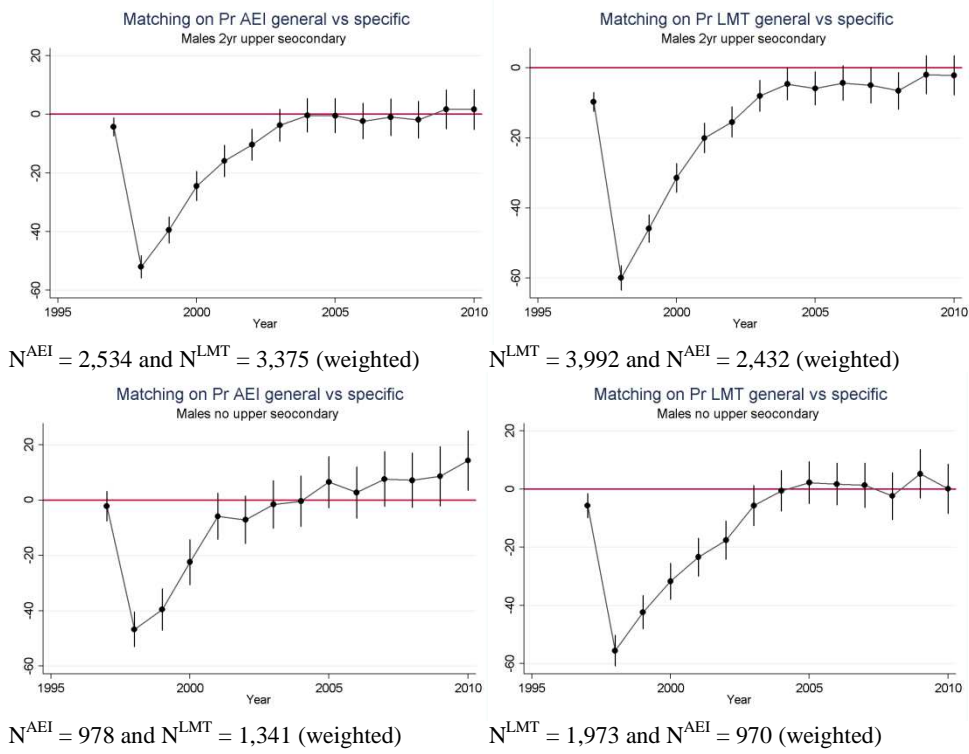 Matching on Pr AEI general vs specific
Males 2yr upper seocondary
20
0
-20
-40
-60
1995
2000
2005
2010
Year
N^AEI = 2,534 and N^LMT = 3,375 (weighted)
Matching on Pr LMT general vs specific
Males 2yr upper seocondary
0
-20
-40
-60
1995
2000
2005
2010
Year
N^LMT = 3,992 and N^AEI = 2,432 (weighted)
Matching on Pr AEI general vs specific
Males no upper seocondary
20
0
-20
-40
-60
1995
2000
2005
2010
Year
N^AEI = 978 and N^LMT = 1,341 (weighted)
Matching on Pr LMT general vs specific
Males no upper seocondary
20
0
-20
-40
-60
1995
2000
2005
2010
Year
N^LMT = 1,973 and N^AEI = 970 (weighted)